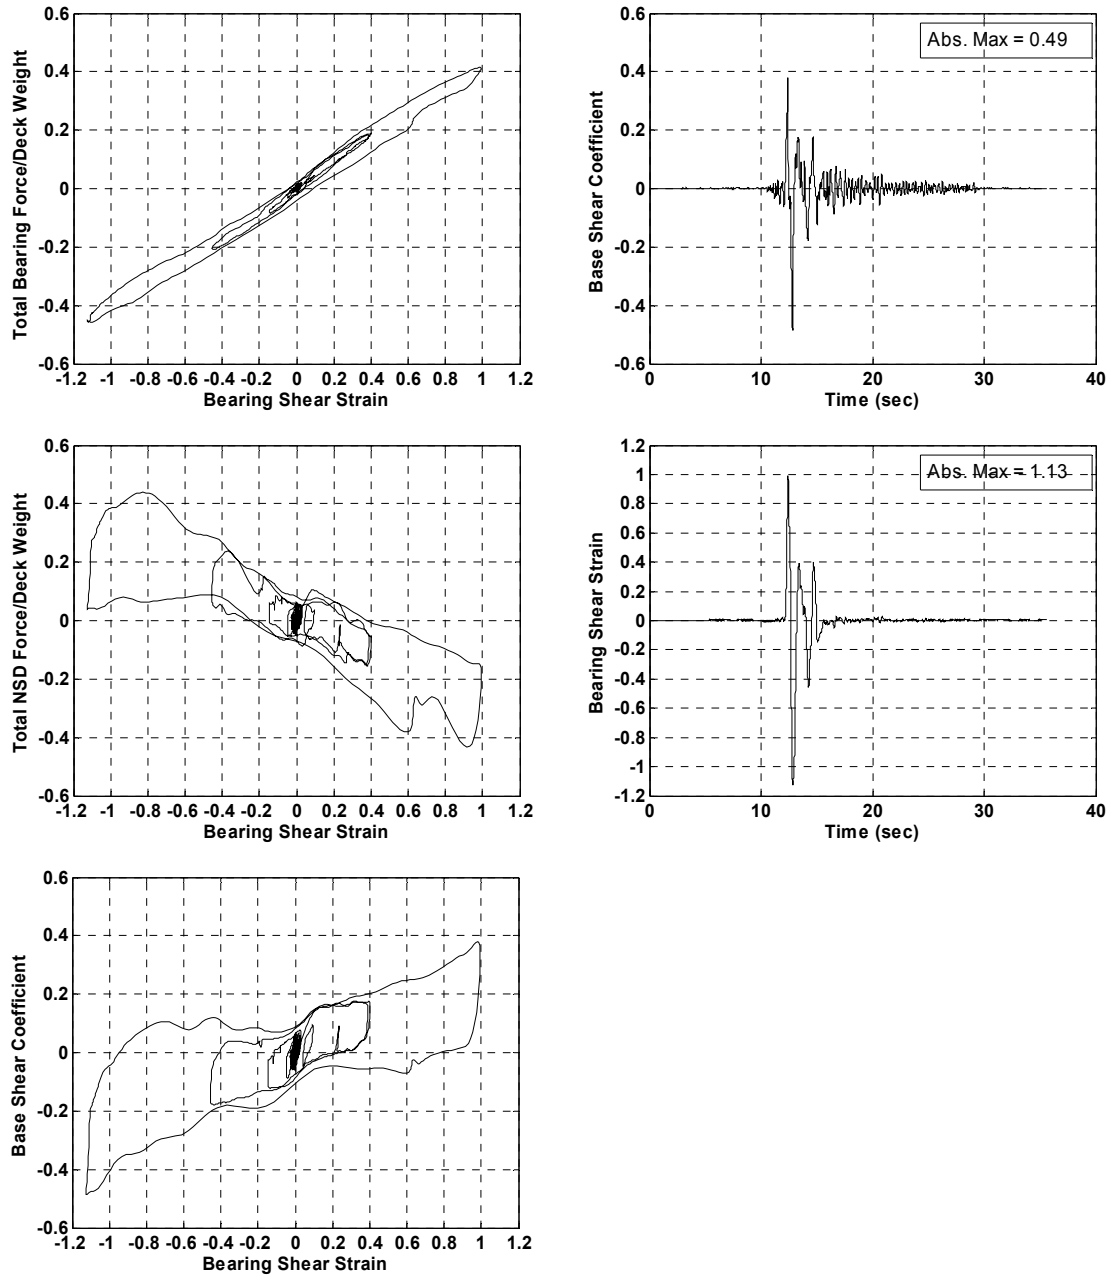 0.6
0.4
0.2
0
-0.2
-0.4
-0.6
Total Bearing Force/Deck Weight
-1.2 -1 -0.8 -0.6 -0.4 -0.2 0 0.2 0.4 0.6 0.8 1 1.2
Bearing Shear Strain
0.6
0.4
0.2
0
-0.2
-0.4
-0.6
Base Shear Coefficient
Abs. Max = 0.49
0 10 20 30 40
Time (sec)
0.6
0.4
0.2
0
-0.2
-0.4
-0.6
Total NSD Force/Deck Weight
-1.2 -1 -0.8 -0.6 -0.4 -0.2 0 0.2 0.4 0.6 0.8 1 1.2
Bearing Shear Strain
1.2
1
0.8
0.6
0.4
0.2
0
-0.2
-0.4
-0.6
-0.8
-1
-1.2
Bearing Shear Strain
Abs. Max = 1.13
0 10 20 30 40
Time (sec)
0.6
0.4
0.2
0
-0.2
-0.4
-0.6
Base Shear Coefficient
-1.2 -1 -0.8 -0.6 -0.4 -0.2 0 0.2 0.4 0.6 0.8 1 1.2
Bearing Shear Strain